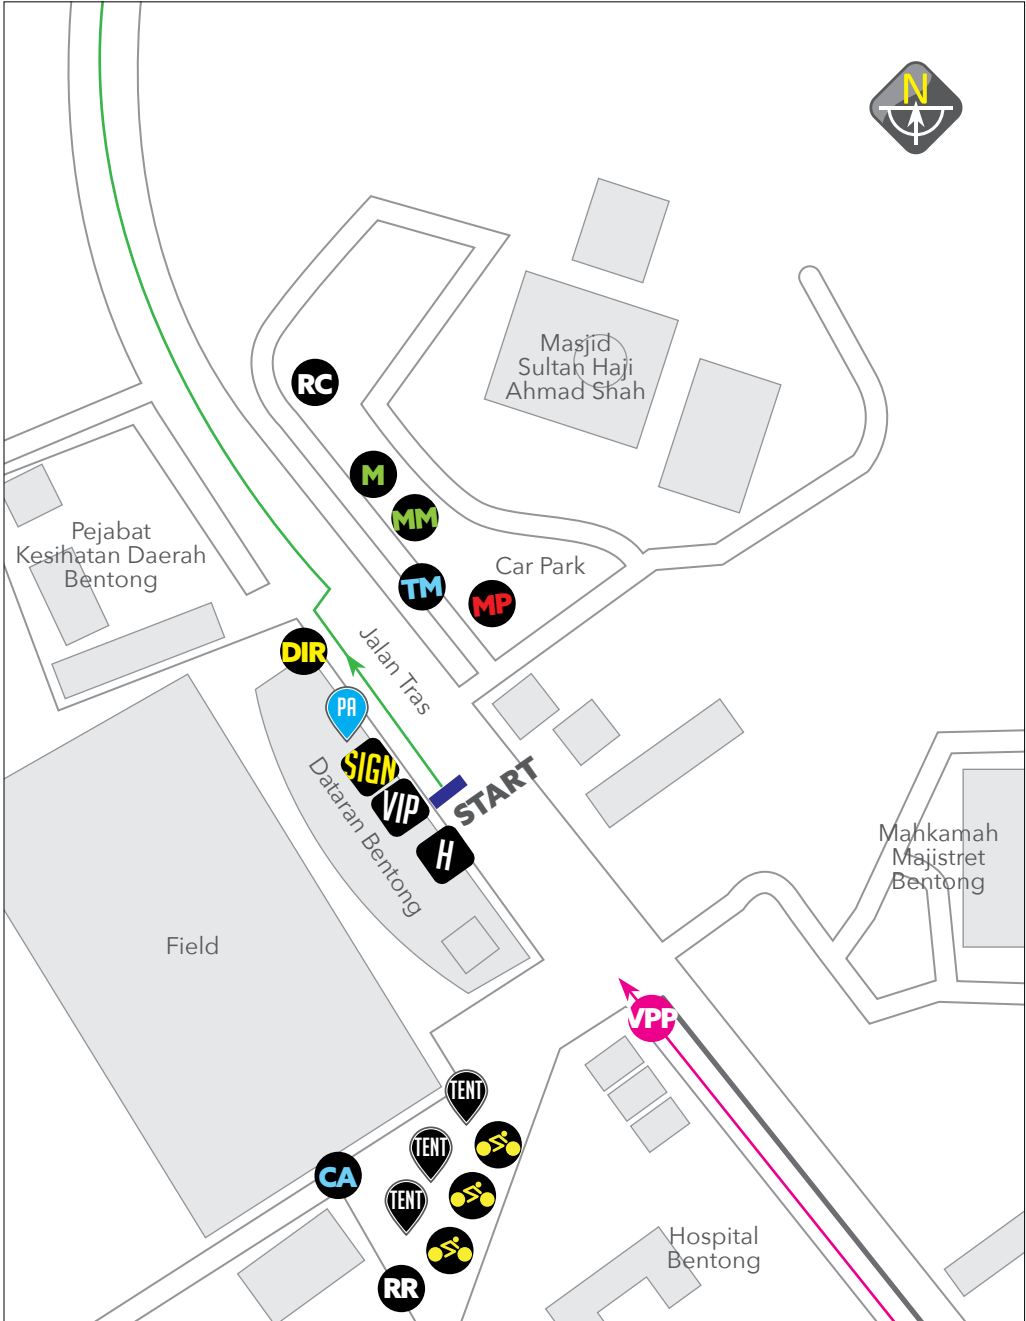 N
Masjid
Sultan Haji
Ahmad Shah
RC
M
MM
Pejabat
Kesihatan Daerah
Bentong
Car Park
TM
MP
DIR
Jalan Tras
PA
SIGN
VIP
START
H
Dataran Bentong
Mahkamah
Majistret
Bentong
Field
VPP
TENT
TENT
CA
TENT
Hospital
Bentong
RR